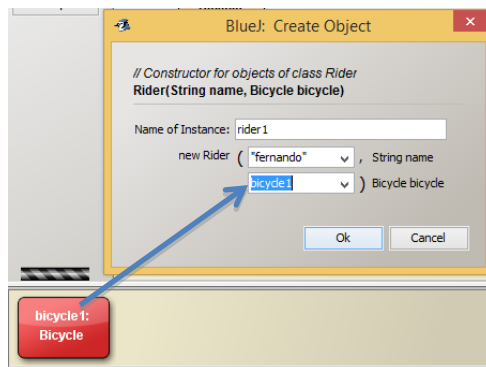 BlueJ: Create Object
// Constructor for objects of class Rider
Rider(String name, Bicycle bicycle)
Name of Instance: rider1
new Rider ( "fernando" , String name
bicycle1 ) Bicycle bicycle
Ok Cancel
bicycle1:
Bicycle